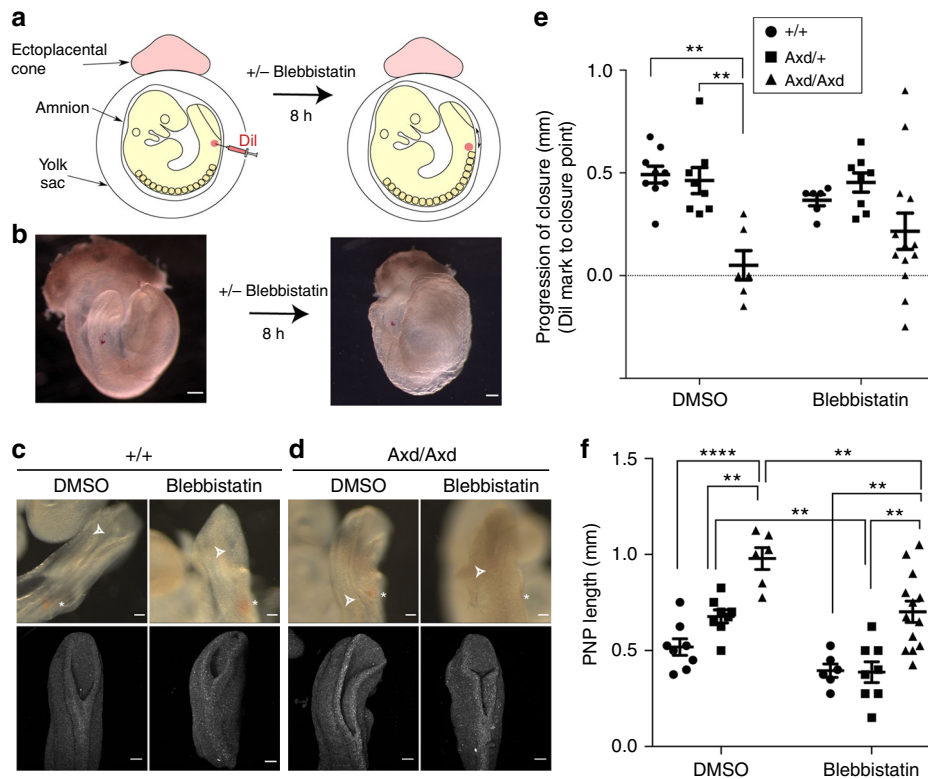 a
Ectoplacental
cone
Amnion
Yolk
sac
DiI
+/– Blebbistatin
8 h
b
+/– Blebbistatin
8 h
c
+/+
DMSO
Blebbistatin
*
*
d
Axd/Axd
DMSO
Blebbistatin
*
*
e
+/+
Axd/+
Axd/Axd
**
**
1.0
0.5
0.0
Progression of closure (mm)
(DiI mark to closure point)
DMSO
Blebbistatin
f
****
**
**
**
**
**
1.5
1.0
0.5
0.0
PNP length (mm)
DMSO
Blebbistatin